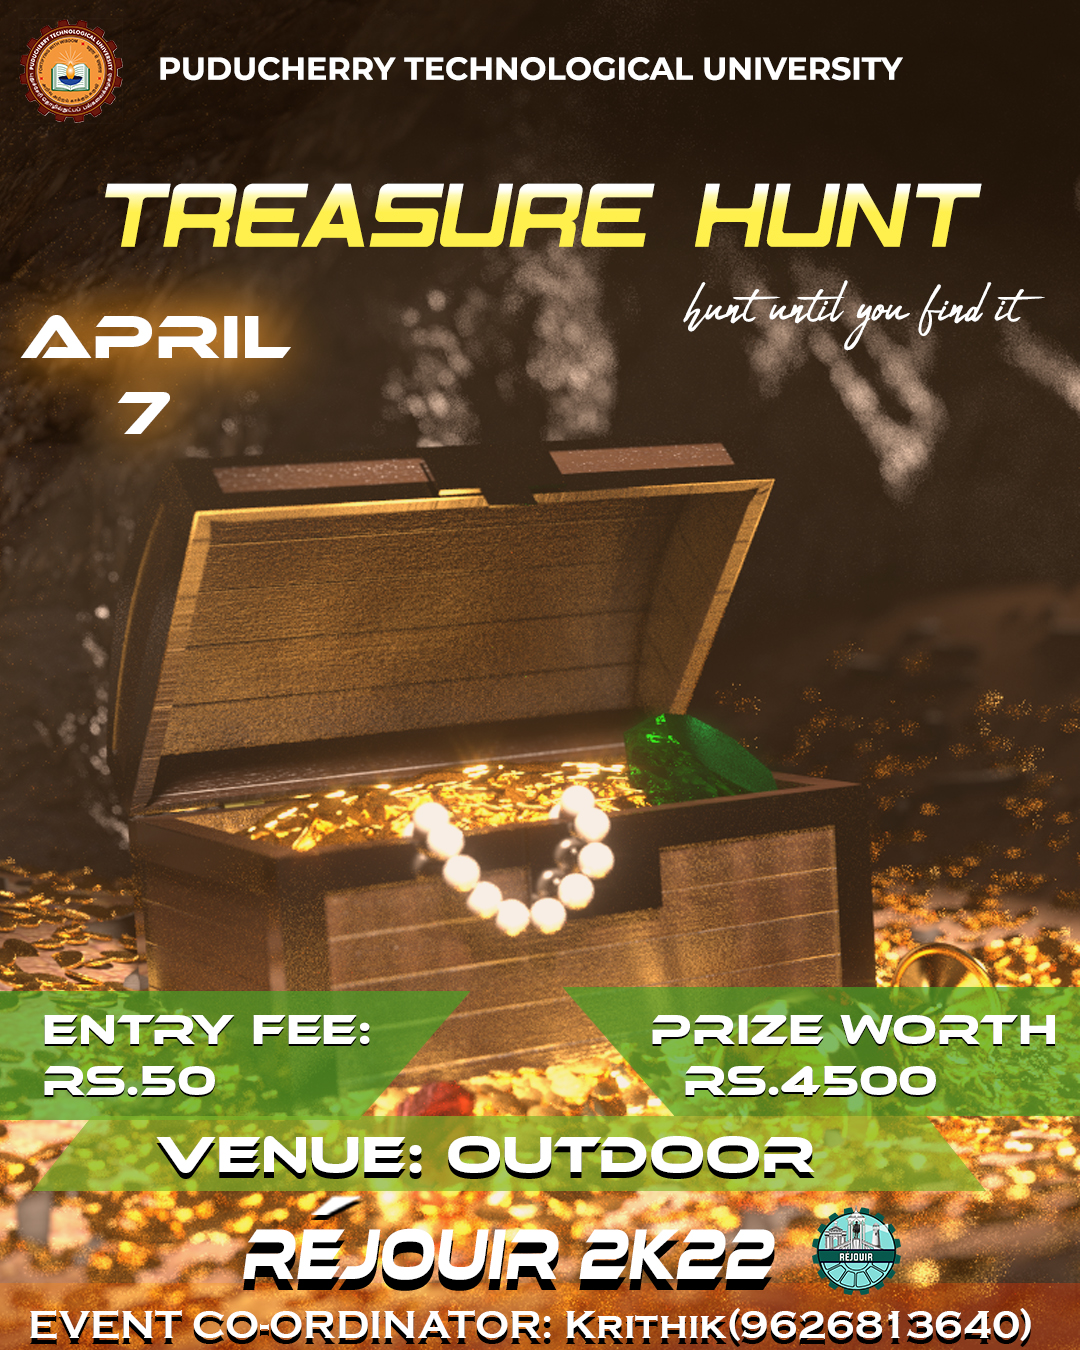 PUDUCHERRY TECHNOLOGICAL UNIVERSITY
TREASURE HUNT
hunt until you find it
APRIL
7
ENTRY FEE:
RS.50
PRIZE WORTH
RS.4500
VENUE: OUTDOOR
RÉJOUIR 2K22
REJOUIR
EVENT CO-ORDINATOR: Krithik(9626813640)